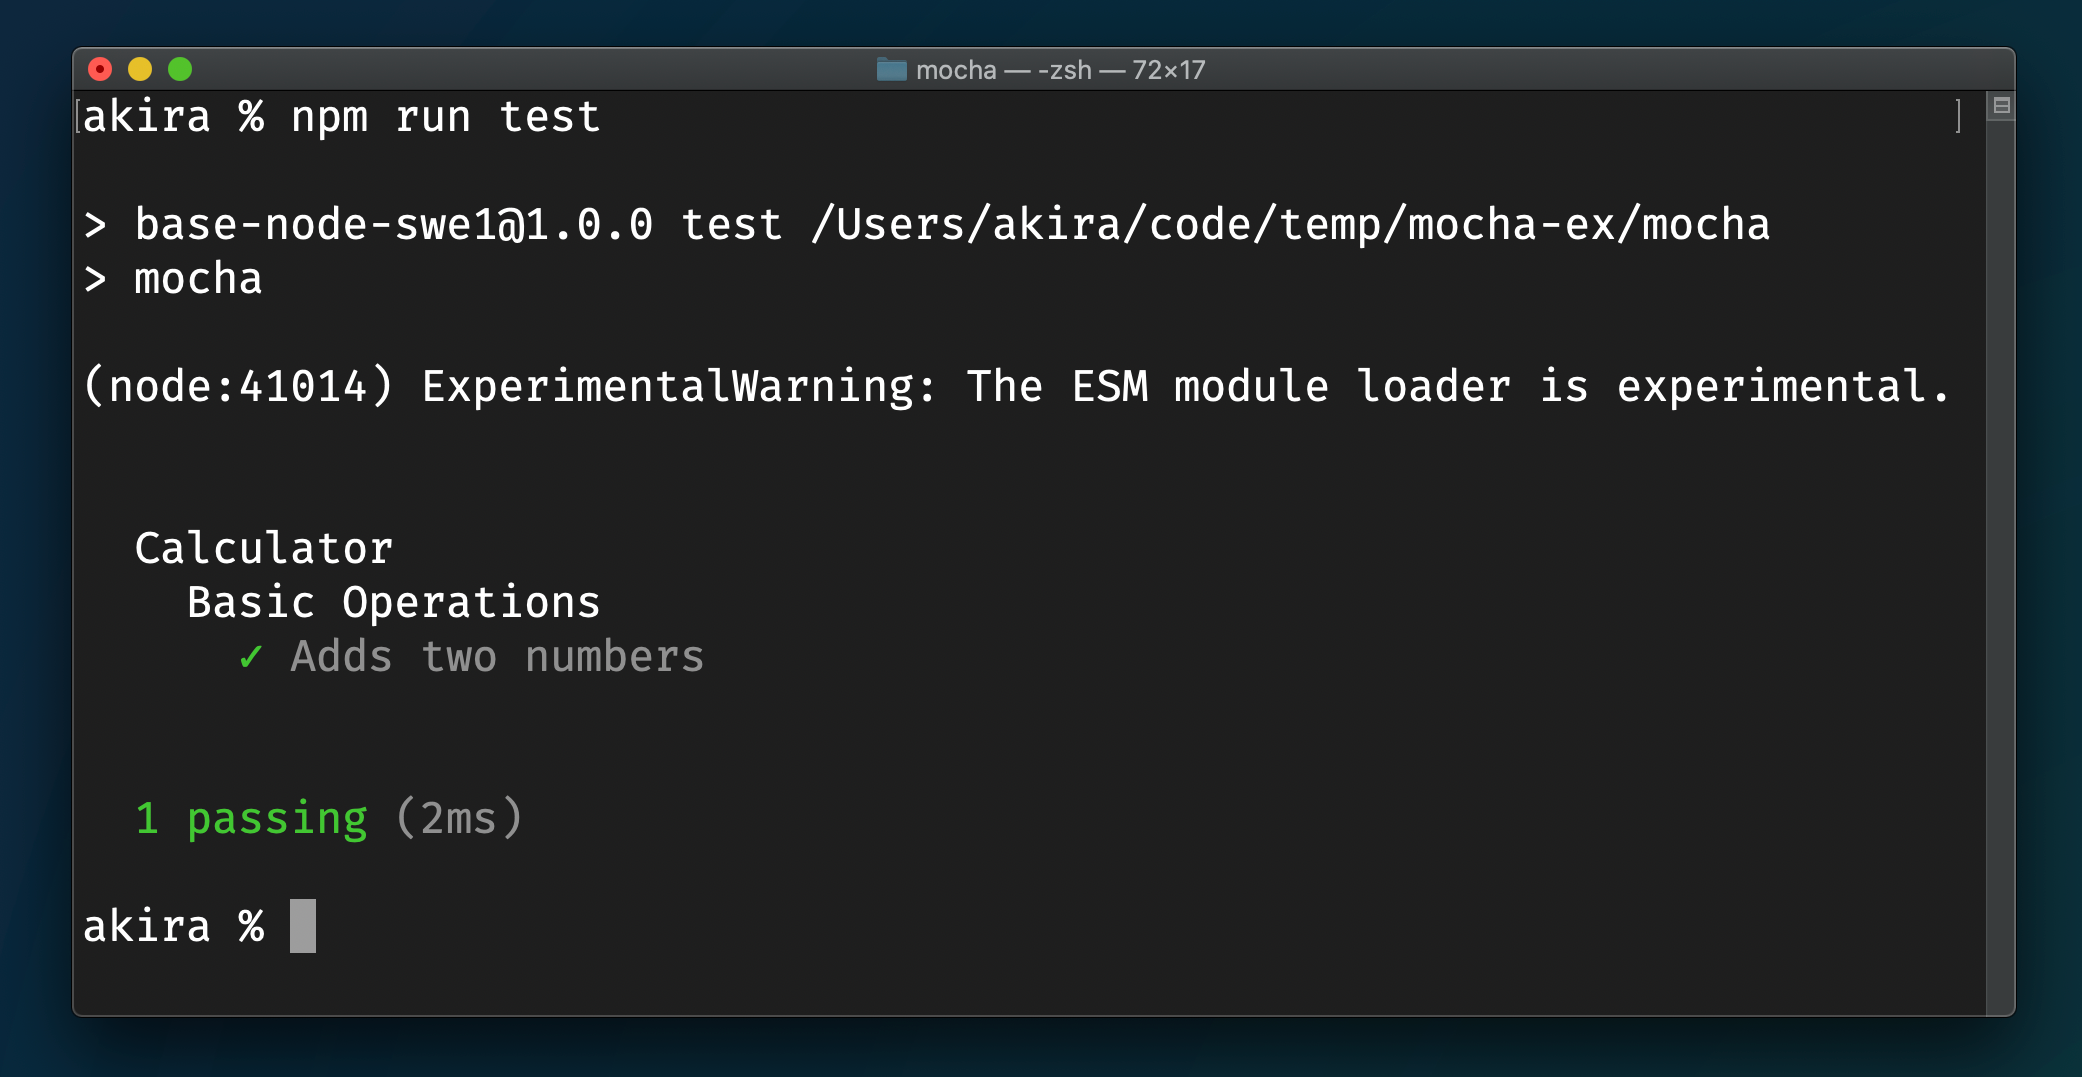 mocha — -zsh — 72×17
[akira % npm run test ]
> base-node-swe1@1.0.0 test /Users/akira/code/temp/mocha-ex/mocha
> mocha
(node:41014) ExperimentalWarning: The ESM module loader is experimental.
Calculator
Basic Operations
✓ Adds two numbers
1 passing (2ms)
akira %